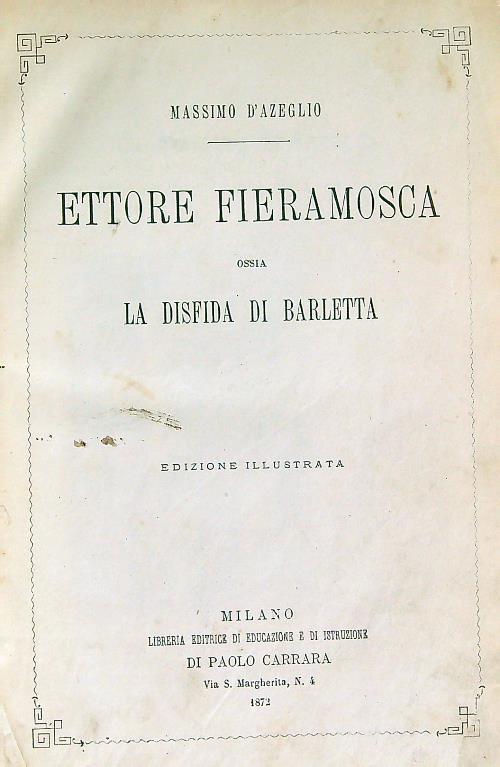 MASSIMO D'AZEGLIO
ETTORE FIERAMOSCA
OSSIA
LA DISFIDA DI BARLETTA
EDIZIONE ILLUSTRATA
MILANO
LIBRERIA EDITRICE DI EDUCAZIONE E DI ISTRUZIONE
DI PAOLO CARRARA
Via S. Margherita, N. 4
1872